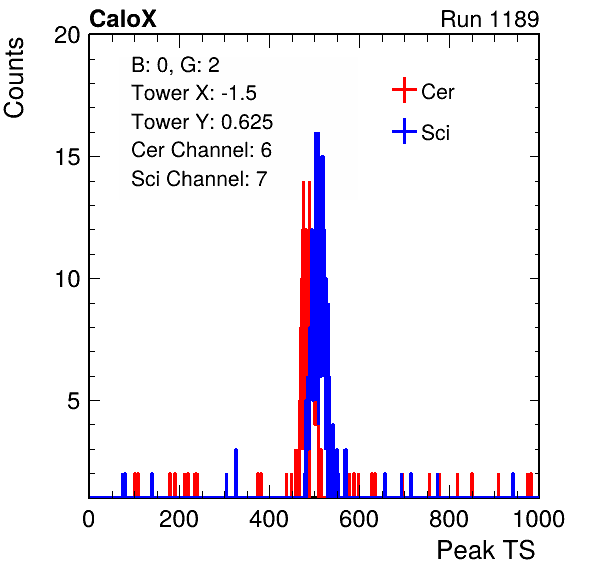 CaloX Run 1189
Counts
20
15
10
5
B: 0, G: 2
Tower X: -1.5
Tower Y: 0.625
Cer Channel: 6
Sci Channel: 7
Cer
Sci
0 200 400 600 800 1000
Peak TS